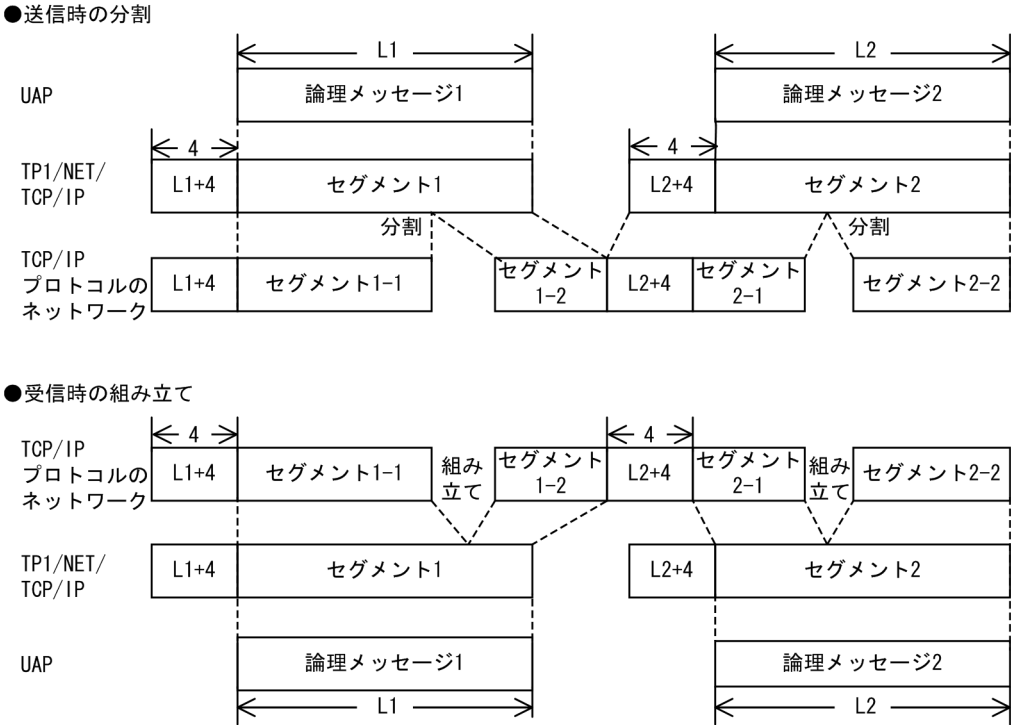 ●送信時の分割
L1 L2
UAP 論理メッセージ1 論理メッセージ2
4 4
TP1/NET/
TCP/IP
L1+4 セグメント1 L2+4 セグメント2
分割 分割
TCP/IP
プロトコルの
ネットワーク
L1+4 セグメント1-1
セグメント
1-2
L2+4
セグメント
2-1
セグメント2-2
●受信時の組み立て
4 4
TCP/IP
プロトコルの
ネットワーク
L1+4 セグメント1-1
組み
立て
セグメント
1-2
L2+4
セグメント
2-1
組み
立て
セグメント2-2
TP1/NET/
TCP/IP
L1+4 セグメント1 L2+4 セグメント2
UAP 論理メッセージ1 論理メッセージ2
L1 L2